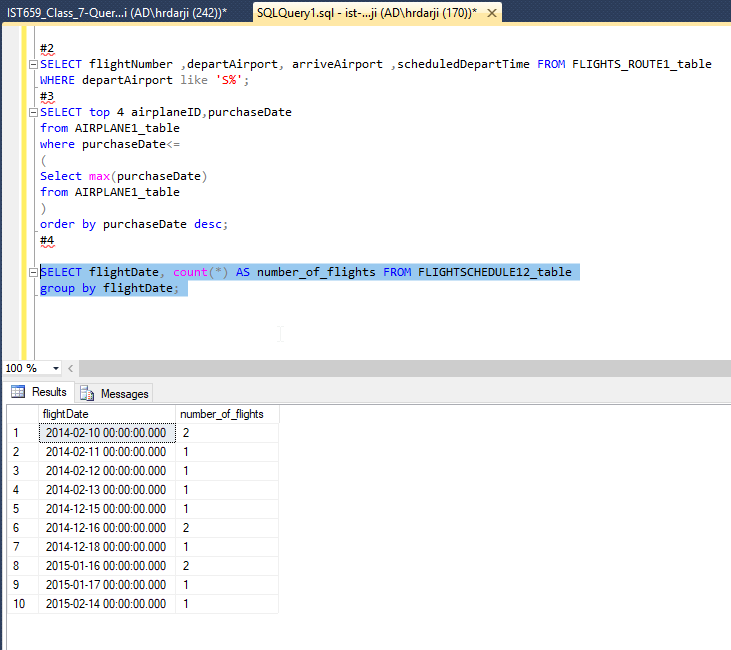 IST659_Class_7-Quer...i (AD\hrdarji (242))*
SQLQuery1.sql - ist-...ji (AD\hrdarji (170))*
#2
SELECT flightNumber ,departAirport, arriveAirport ,scheduledDepartTime FROM FLIGHTS_ROUTE1_table
WHERE departAirport like 'S%';
#3
SELECT top 4 airplaneID,purchaseDate
from AIRPLANE1_table
where purchaseDate<=
(
Select max(purchaseDate)
from AIRPLANE1_table
)
order by purchaseDate desc;
#4
SELECT flightDate, count(*) AS number_of_flights FROM FLIGHTSCHEDULE12_table
group by flightDate;
100 %
Results Messages
flightDate number_of_flights
1 2014-02-10 00:00:00.000 2
2 2014-02-11 00:00:00.000 1
3 2014-02-12 00:00:00.000 1
4 2014-02-13 00:00:00.000 1
5 2014-12-15 00:00:00.000 1
6 2014-12-16 00:00:00.000 2
7 2014-12-18 00:00:00.000 1
8 2015-01-16 00:00:00.000 2
9 2015-01-17 00:00:00.000 1
10 2015-02-14 00:00:00.000 1